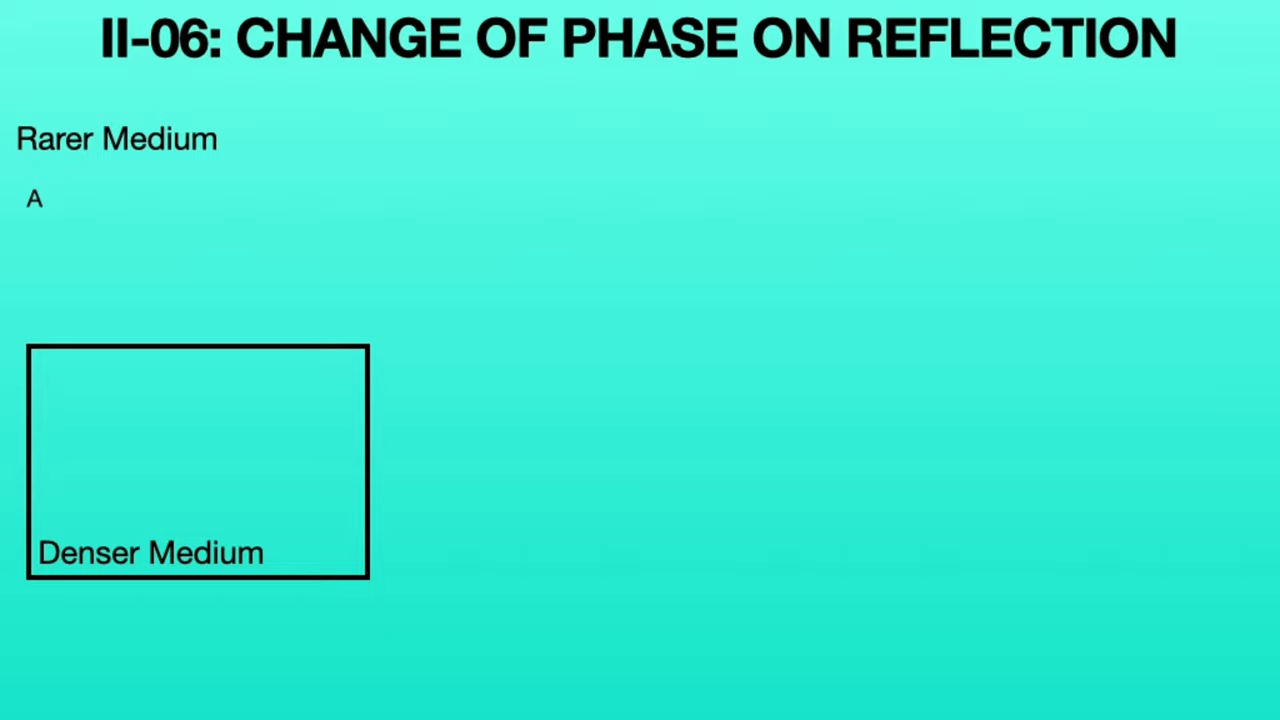 II-06: CHANGE OF PHASE ON REFLECTION
Rarer Medium
A
Denser Medium